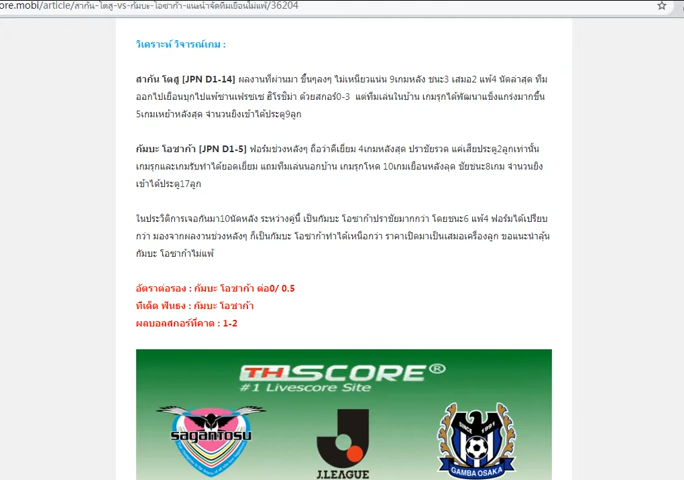 ore.mobi/article/สากัน-โตสุ-vs-กัมบะ-โอซาก้า-แนะนำจัดทีมเยือนไม่แพ้/36204
วิเคราะห์ วิจารณ์เกม :
สากัน โตสุ [JPN D1-14] ผลงานที่ผ่านมา ขึ้นๆลงๆ ไม่เหนียวแน่น 9เกมหลัง ชนะ3 เสมอ2 แพ้4 นัดล่าสุด ทีม
ออกไปเยือนบุกไปแพ้ซานเฟรซเช ฮิโรชิม่า ด้วยสกอร์0-3 แต่ทีมเล่นในบ้าน เกมรุกได้พัฒนาแข็งแกร่งมากขึ้น
5เกมเหย้าหลังสุด จำนวนยิงเข้าได้ประตู9ลูก
กัมบะ โอซาก้า [JPN D1-5] ฟอร์มช่วงหลังๆ ถือว่าดีเยี่ยม 4เกมหลังสุด ปราชัยรวด แค่เสียประตู2ลูกเท่านั้น
เกมรุกและเกมรับทำได้ยอดเยี่ยม แถมทีมเล่นนอกบ้าน เกมรุกโหด 10เกมเยือนหลังสุด ชัยชนะ8เกม จำนวนยิง
เข้าได้ประตู17ลูก
ในประวัติการเจอกันมา10นัดหลัง ระหว่างคู่นี้ เป็นกัมบะ โอซาก้าปราชัยมากกว่า โดยชนะ6 แพ้4 ฟอร์มได้เปรียบ
กว่า มองจากผลงานช่วงหลังๆ ก็เป็นกัมบะ โอซาก้าทำได้เหนือกว่า ราคาเปิดมาเป็นเสมอเครื่องลูก ขอแนะนำลุ้น
กัมบะ โอซาก้าไม่แพ้
อัตราต่อรอง : กัมบะ โอซาก้า ต่อ0/ 0.5
ทีเด็ด ฟันธง : กัมบะ โอซาก้า
ผลบอลสกอร์ที่คาด : 1-2
THSCORE®
#1 Livescore Site
sagantosu
J.LEAGUE
SINCE 1991
GAMBA OSAKA